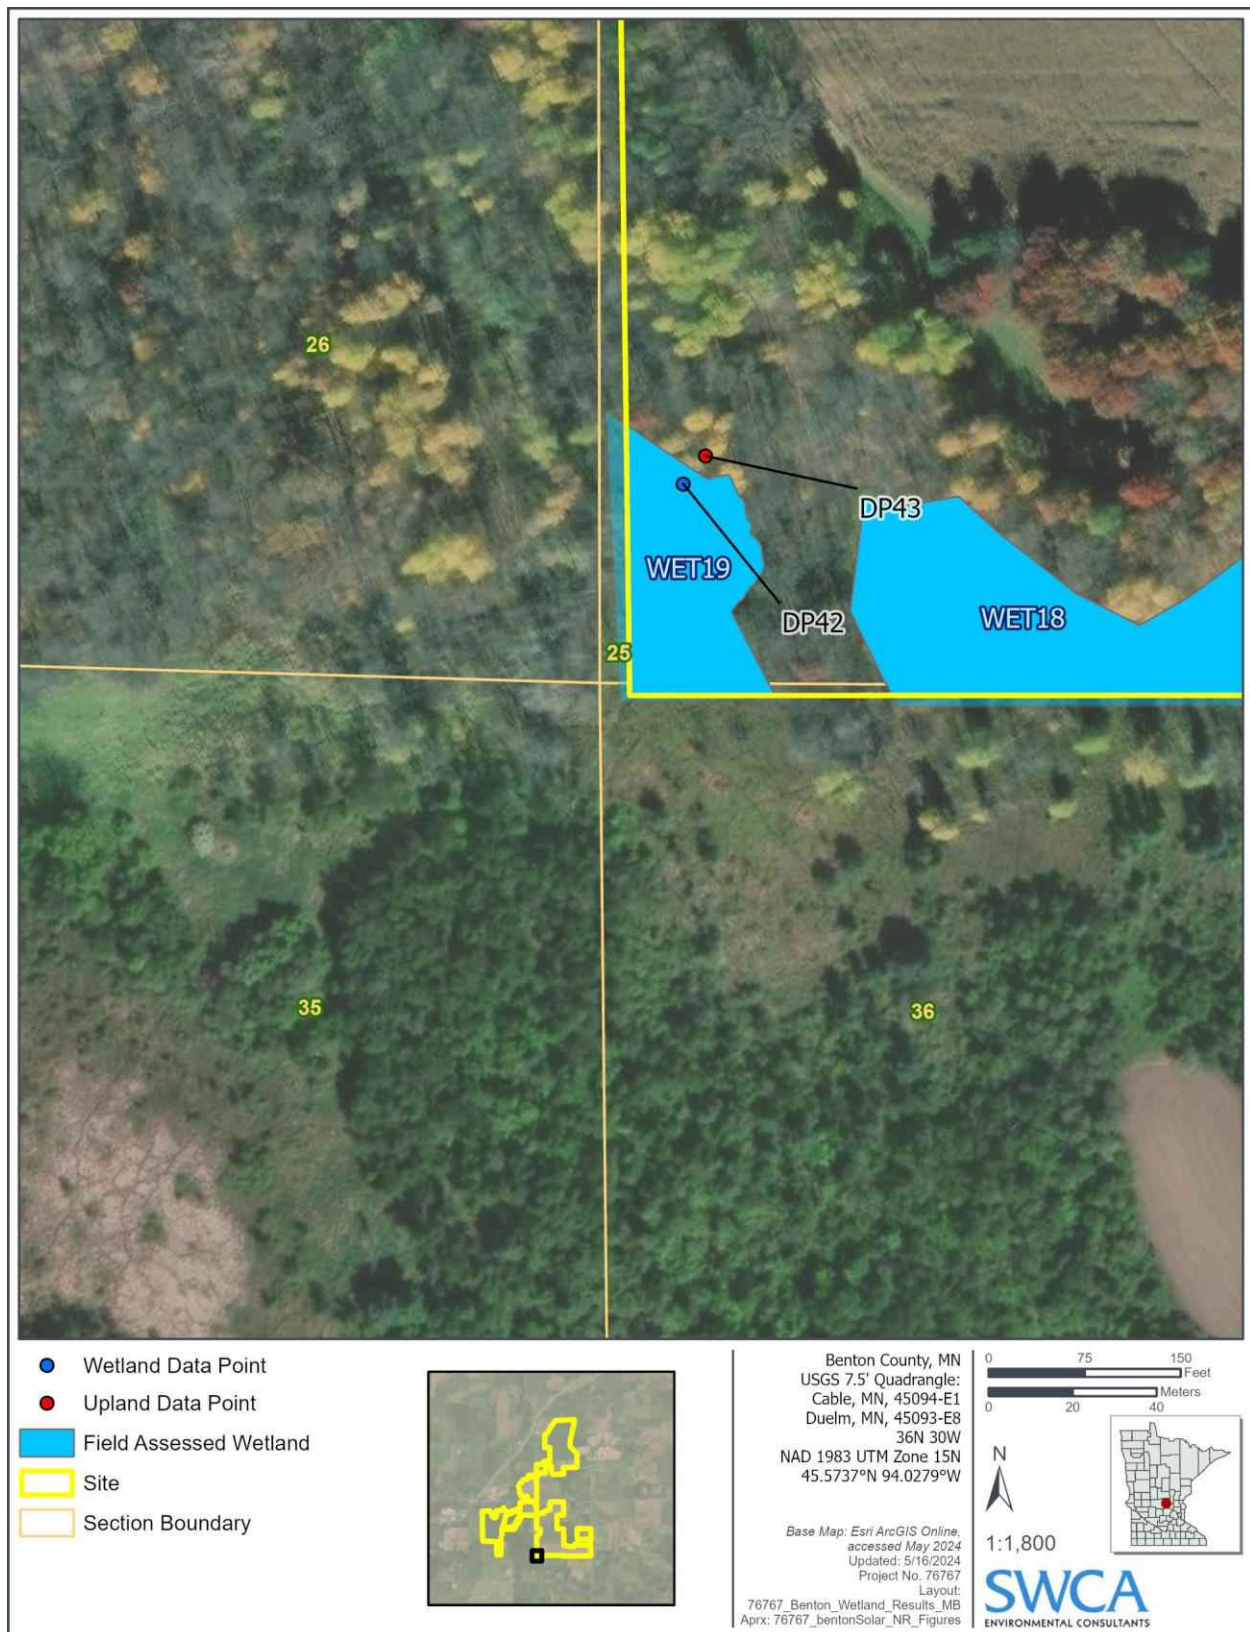 26
DP43
WET19
WET18
DP42
25
35
36
Wetland Data Point
Upland Data Point
Field Assessed Wetland
Site
Section Boundary
Benton County, MN
USGS 7.5' Quadrangle:
Cable, MN, 45094-E1
Duelm, MN, 45093-E8
36N 30W
NAD 1983 UTM Zone 15N
45.5737°N 94.0279°W
Base Map: Esri ArcGIS Online,
accessed May 2024
Updated: 5/16/2024
Project No. 76767
Layout:
76767_Benton_Wetland_Results_MB
Aprx: 76767_bentonSolar_NR_Figures
0 75 150
Feet
Meters
0 20 40
N
1:1,800
SWCA
ENVIRONMENTAL CONSULTANTS